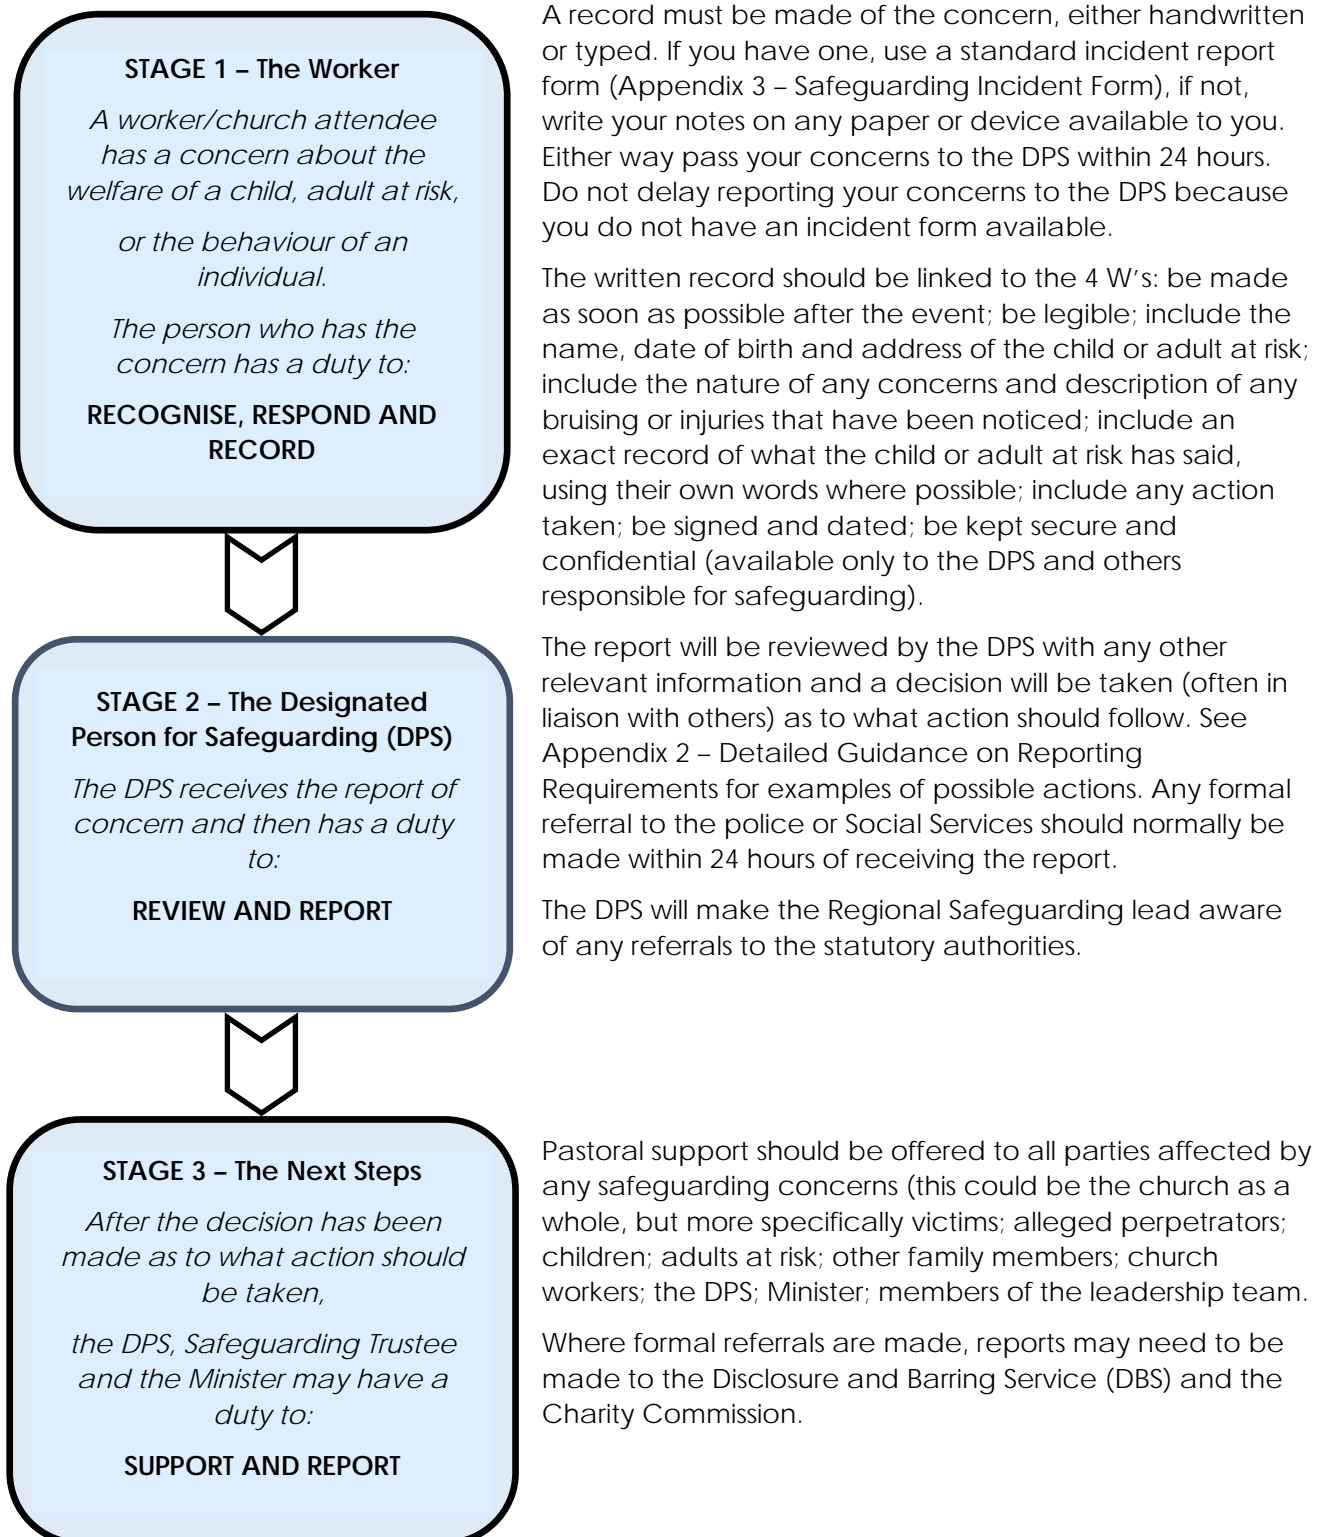 STAGE 1 – The Worker
A worker/church attendee
has a concern about the
welfare of a child, adult at risk,
or the behaviour of an
individual.
The person who has the
concern has a duty to:
RECOGNISE, RESPOND AND
RECORD
A record must be made of the concern, either handwritten
or typed. If you have one, use a standard incident report
form (Appendix 3 – Safeguarding Incident Form), if not,
write your notes on any paper or device available to you.
Either way pass your concerns to the DPS within 24 hours.
Do not delay reporting your concerns to the DPS because
you do not have an incident form available.
The written record should be linked to the 4 W’s: be made
as soon as possible after the event; be legible; include the
name, date of birth and address of the child or adult at risk;
include the nature of any concerns and description of any
bruising or injuries that have been noticed; include an
exact record of what the child or adult at risk has said,
using their own words where possible; include any action
taken; be signed and dated; be kept secure and
confidential (available only to the DPS and others
responsible for safeguarding).
STAGE 2 – The Designated
Person for Safeguarding (DPS)
The DPS receives the report of
concern and then has a duty
to:
REVIEW AND REPORT
The report will be reviewed by the DPS with any other
relevant information and a decision will be taken (often in
liaison with others) as to what action should follow. See
Appendix 2 – Detailed Guidance on Reporting
Requirements for examples of possible actions. Any formal
referral to the police or Social Services should normally be
made within 24 hours of receiving the report.
The DPS will make the Regional Safeguarding lead aware
of any referrals to the statutory authorities.
STAGE 3 – The Next Steps
After the decision has been
made as to what action should
be taken,
the DPS, Safeguarding Trustee
and the Minister may have a
duty to:
SUPPORT AND REPORT
Pastoral support should be offered to all parties affected by
any safeguarding concerns (this could be the church as a
whole, but more specifically victims; alleged perpetrators;
children; adults at risk; other family members; church
workers; the DPS; Minister; members of the leadership team.
Where formal referrals are made, reports may need to be
made to the Disclosure and Barring Service (DBS) and the
Charity Commission.